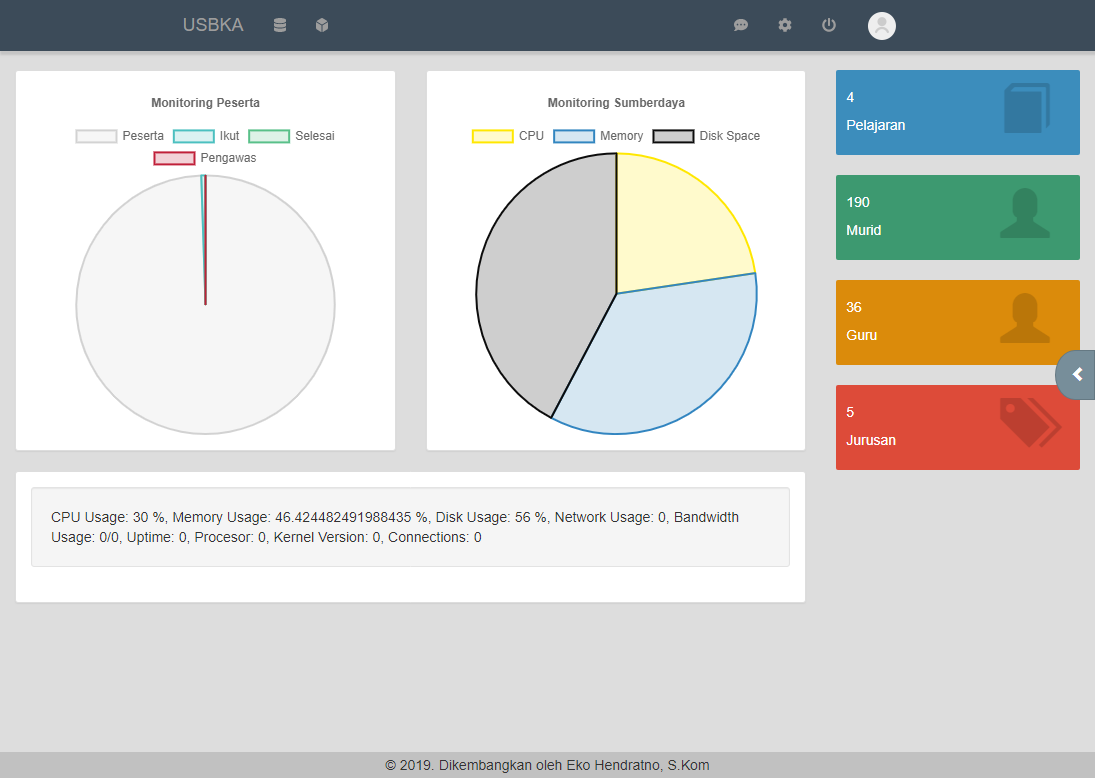 USBKA
Monitoring Peserta
Peserta Ikut Selesai
Pengawas
Monitoring Sumberdaya
CPU Memory Disk Space
4
Pelajaran
190
Murid
36
Guru
5
Jurusan
CPU Usage: 30 %, Memory Usage: 46.424482491988435 %, Disk Usage: 56 %, Network Usage: 0, Bandwidth
Usage: 0/0, Uptime: 0, Procesor: 0, Kernel Version: 0, Connections: 0
© 2019. Dikembangkan oleh Eko Hendratno, S.Kom